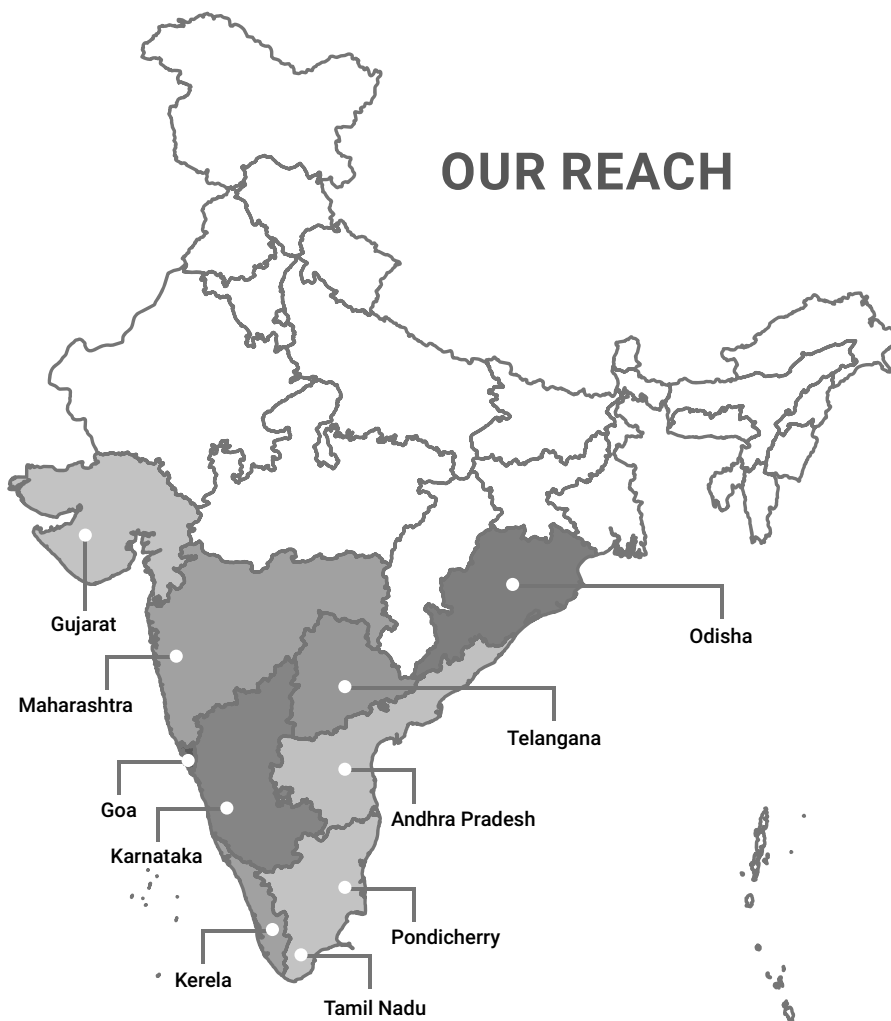 OUR REACH
Gujarat
Odisha
Maharashtra
Telangana
Goa
Andhra Pradesh
Karnataka
Pondicherry
Kerela
Tamil Nadu